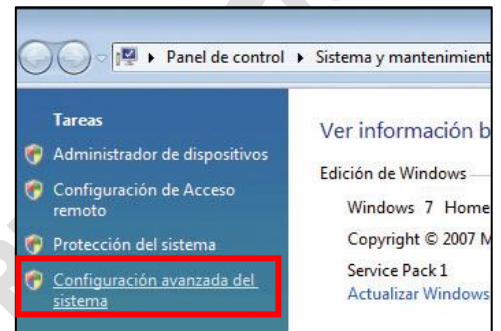 Panel de control Sistema y mantenimient
Tareas
Administrador de dispositivos
Configuración de Acceso
remoto
Protección del sistema
Configuración avanzada del
sistema
Ver información b
Edición de Windows
Windows 7 Home
Copyright © 2007 M
Service Pack 1
Actualizar Windows